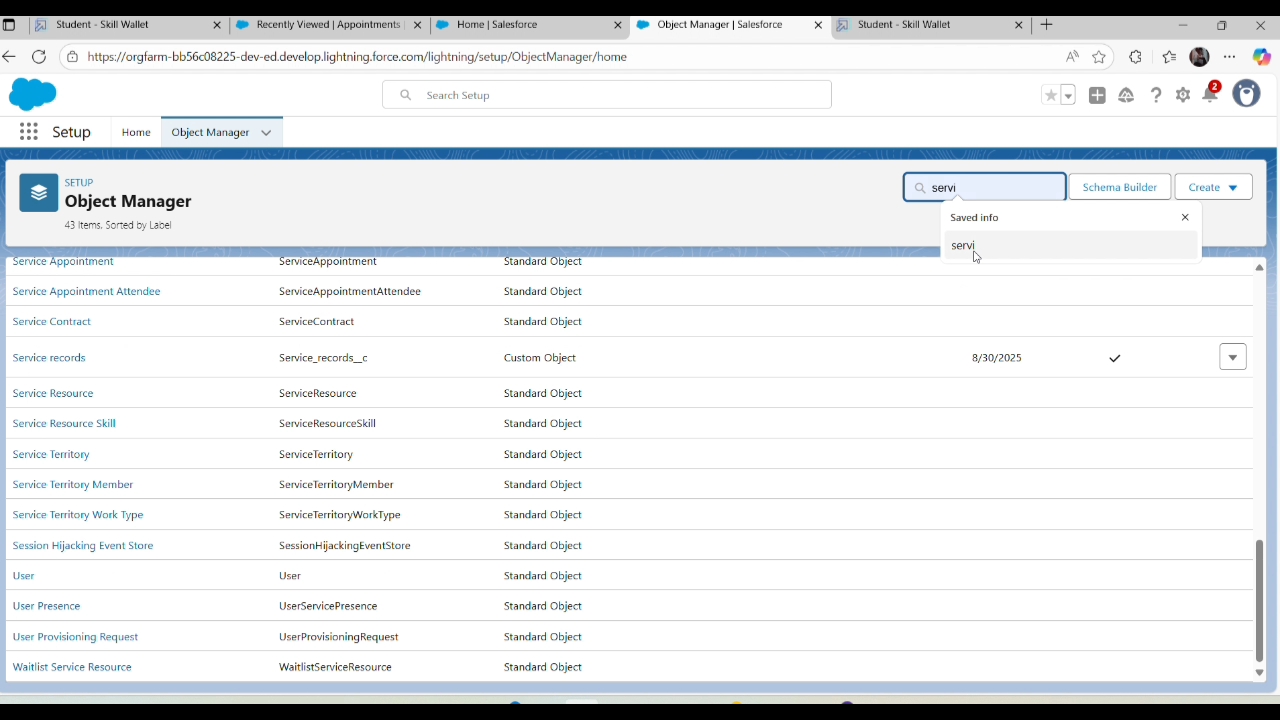 Student - Skill Wallet
Recently Viewed | Appointments
Home | Salesforce
Object Manager | Salesforce
Student - Skill Wallet
https://orgfarm-bb56c08225-dev-ed.develop.lightning.force.com/lightning/setup/ObjectManager/home
Search Setup
2
Setup Home Object Manager
SETUP
Object Manager
43 Items, Sorted by Label
servi
Schema Builder
Create
Saved info
servi
Service Appointment ServiceAppointment Standard Object
Service Appointment Attendee ServiceAppointmentAttendee Standard Object
Service Contract ServiceContract Standard Object
Service records Service_records__c Custom Object 8/30/2025
Service Resource ServiceResource Standard Object
Service Resource Skill ServiceResourceSkill Standard Object
Service Territory ServiceTerritory Standard Object
Service Territory Member ServiceTerritoryMember Standard Object
Service Territory Work Type ServiceTerritoryWorkType Standard Object
Session Hijacking Event Store SessionHijackingEventStore Standard Object
User User Standard Object
User Presence UserServicePresence Standard Object
User Provisioning Request UserProvisioningRequest Standard Object
Waitlist Service Resource WaitlistServiceResource Standard Object